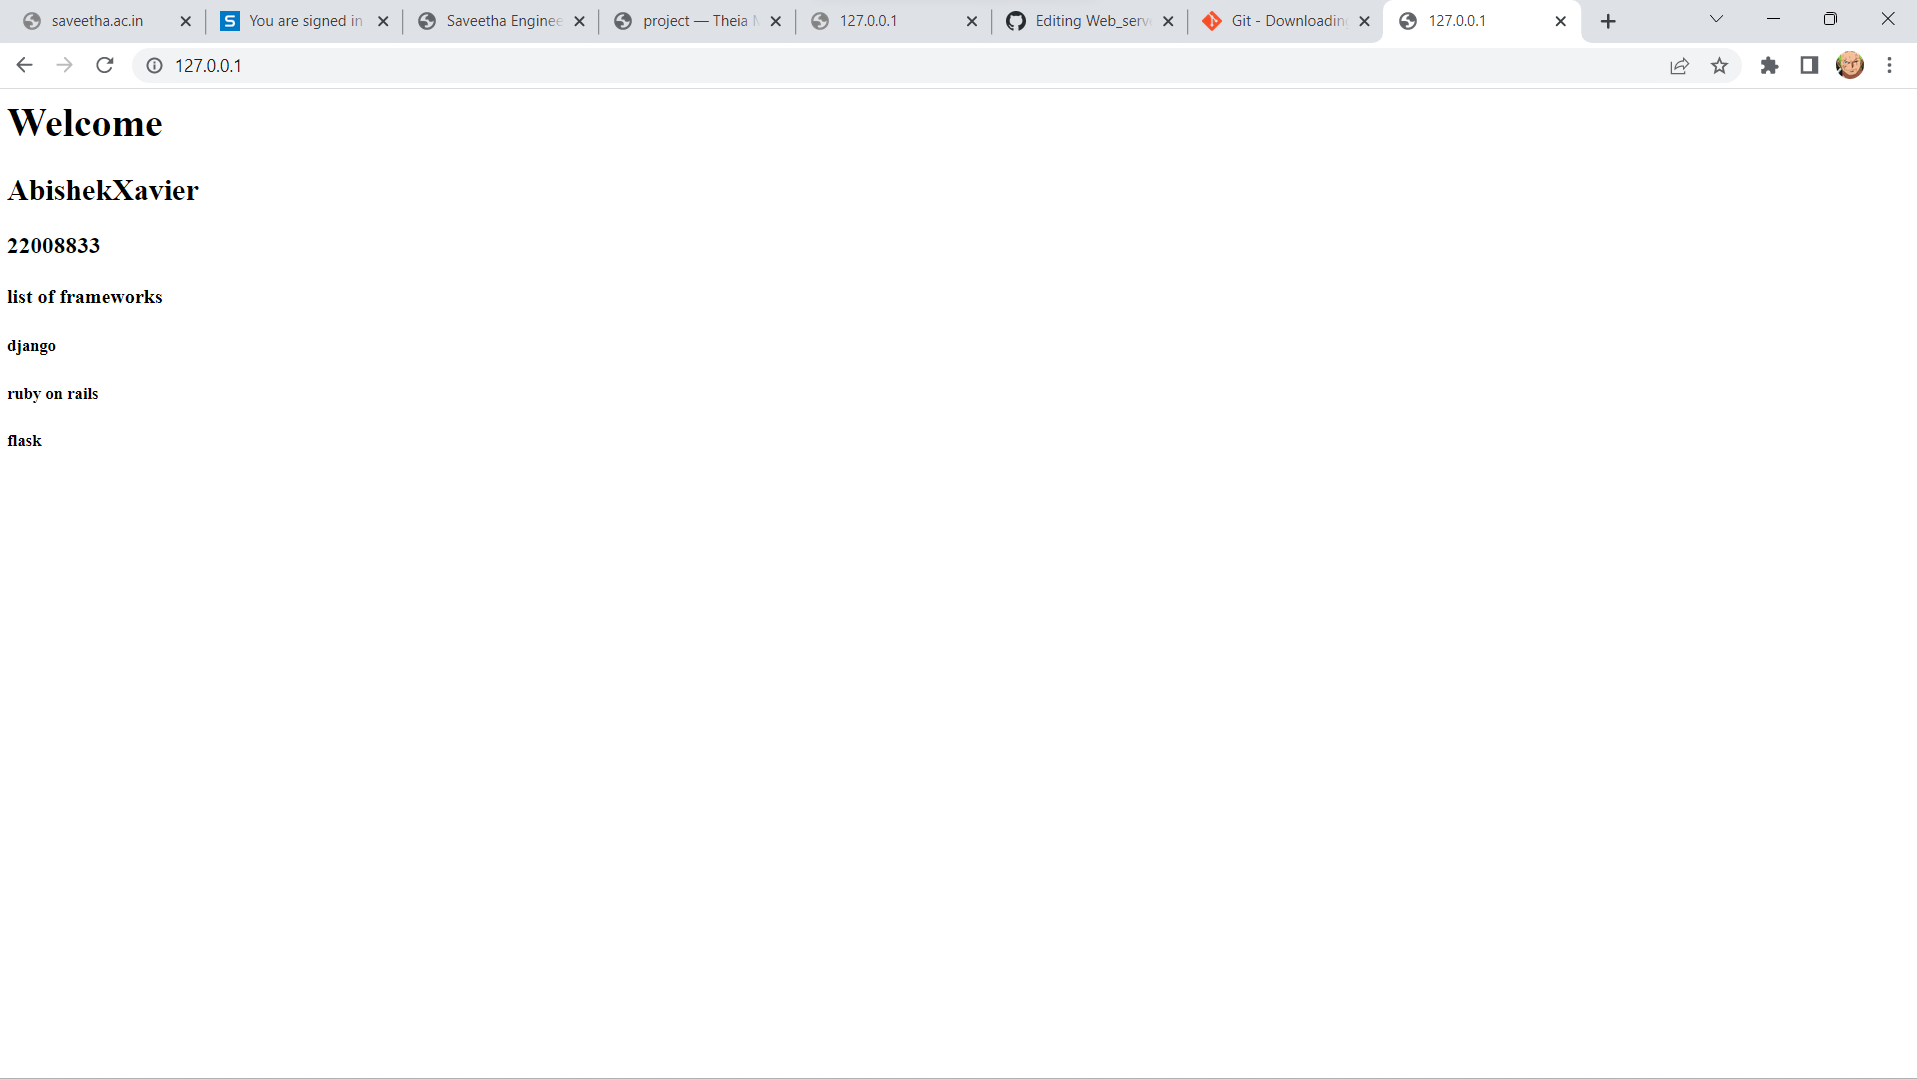 saveetha.ac.in
S You are signed in
Saveetha Enginee
project — Theia
127.0.0.1
Editing Web_serv
Git - Downloading
127.0.0.1
127.0.0.1
Welcome
AbishekXavier
22008833
list of frameworks
django
ruby on rails
flask